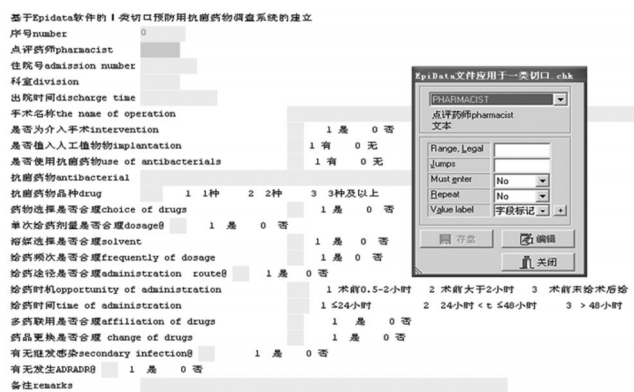 基于Epidata软件的Ⅰ类切口预防用抗菌药物调查系统的建立
序号number 0
点评药师pharmacist
住院号admission number
科室division
出院时间discharge time
手术名称the name of operation
是否为介入手术intervention 1 是 0 否
是否植入人工植物物implantation 1 有 0 无
是否使用抗菌药物use of antibacterials 1 有 0 无
抗菌药物antibacterial
抗菌药物品种drug 1 1种 2 2种 3 3种及以上
药物选择是否合理choice of drugs 1 是 0 否
单次给药剂量是否合理dosage@ 1 是 0 否
溶媒选择是否合理solvent 1 是 0 否
给药频次是否合理frequently of dosage 1 是 0 否
给药途径是否合理administration route@ 1 是 0 否
给药时机opportunity of administration 1 术前0.5-2小时 2 术前大于2小时 3 术前未给术后给
给药时间time of administration 1 ≤24小时 2 24小时<t≤48小时 3 >48小时
多药联用是否合理affiliation of drugs 1 是 0 否
药品更换是否合理 change of drugs 1 是 0 否
有无继发感染secondary infection@ 1 是 0 否
有无发生ADRADR@ 1 是 0 否
备注remarks
EpiData文件应用于一类切口.chk
PHARMACIST
点评药师pharmacist
文本
Range, Legal
Jumps
Must enter No
Repeat No
Value label 字段标记 +
存盘 编辑
关闭